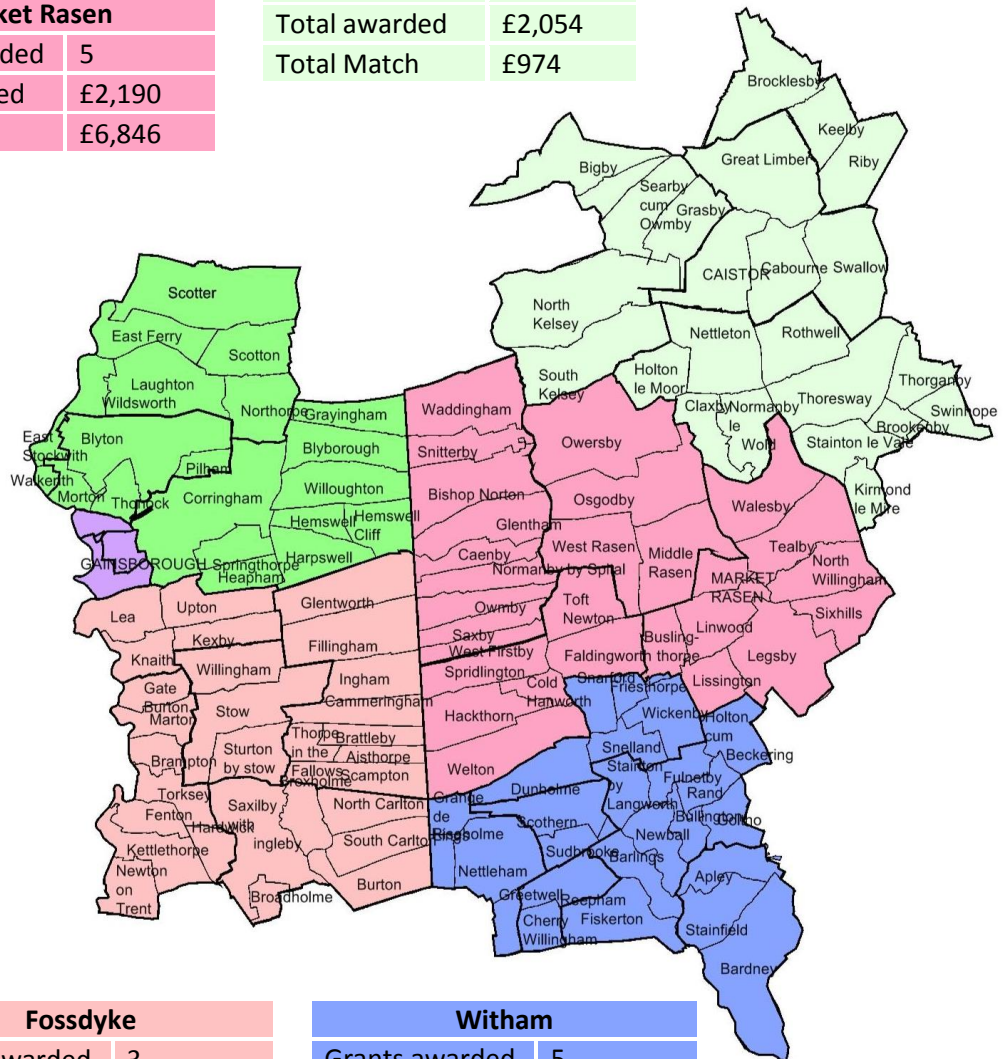 ket Rasen
ded 5
ed £2,190
£6,846
Total awarded £2,054
Total Match £974
Brocklesby
Keelby
Great Limber
Riby
Bigby
Searby
cum
Owmby
Grasby
CAISTOR
Cabourne
Swallow
North
Kelsey
Nettleton
Rothwell
South
Kelsey
Holton
le Moor
Claxby
Normanby
le
Wold
Thoresway
Thorganby
Swinhope
Brookenby
Stainton le Vale
Kirmond
le Mire
Scotter
East Ferry
Scotton
Laughton
Wildsworth
Northorpe
Grayingham
East
Stockwith
Blyton
Blyborough
Walkerith
Pilham
Morton
Thonock
Corringham
Willoughton
Hemswell
Hemswell
Cliff
Harpswell
GAINSBOROUGH
Springthorpe
Heapham
Waddingham
Snitterby
Bishop Norton
Glentham
Caenby
Normanby by Spital
Owmby
Saxby
West Firstby
Spridlington
Cold
Hanworth
Hackthorn
Welton
Owersby
Osgodby
West Rasen
Middle
Rasen
Toft
Newton
Faldingworth
Busling-
thorpe
Walesby
Tealby
North
Willingham
MARKET
RASEN
Sixhills
Linwood
Legsby
Lissington
Lea
Upton
Glentworth
Kexby
Fillingham
Knaith
Willingham
Ingham
Gate
Burton
Cammeringham
Marton
Stow
Thorpe
in the
Fallows
Brattleby
Aisthorpe
Scampton
Brampton
Sturton
by stow
Broxholme
Torksey
Saxilby
with
ingleby
North Carlton
Fenton
Hardwick
Kettlethorpe
South Carlton
Newton
on
Trent
Broadholme
Burton
Snarford
Friesthorpe
Wickenby
Holton
cum
Beckering
Snelland
Stainton
by
Langworth
Fulnetby
Rand
Bullington
Goltho
Dunholme
Grange
de
Lings
Riseholme
Scothern
Newball
Sudbrooke
Barlings
Nettleham
Apley
Greetwell
Reepham
Cherry
Willingham
Fiskerton
Stainfield
Bardney
Fossdyke
warded
Witham
Grants awarded 5